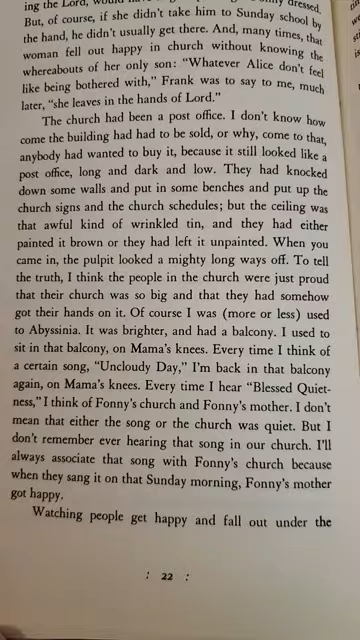 ing the Lord, would have
dressed.
But, of course, if she didn't take him to Sunday school by
the hand, he didn't usually get there. And, many times, that
woman fell out happy in church without knowing the
whereabouts of her only son: "Whatever Alice don't feel
like being bothered with," Frank was to say to me, much
later, "she leaves in the hands of Lord."
The church had been a post office. I don't know how
come the building had had to be sold, or why, come to that,
anybody had wanted to buy it, because it still looked like a
post office, long and dark and low. They had knocked
down some walls and put in some benches and put up the
church signs and the church schedules; but the ceiling was
that awful kind of wrinkled tin, and they had either
painted it brown or they had left it unpainted. When you
came in, the pulpit looked a mighty long ways off. To tell
the truth, I think the people in the church were just proud
that their church was so big and that they had somehow
got their hands on it. Of course I was (more or less) used
to Abyssinia. It was brighter, and had a balcony. I used to
sit in that balcony, on Mama's knees. Every time I think of
a certain song, "Uncloudy Day," I'm back in that balcony
again, on Mama's knees. Every time I hear "Blessed Quiet-
ness," I think of Fonny's church and Fonny's mother. I don't
mean that either the song or the church was quiet. But I
don't remember ever hearing that song in our church. I'll
always associate that song with Fonny's church because
when they sang it on that Sunday morning, Fonny's mother
got happy.
Watching people get happy and fall out under the
: 22 :